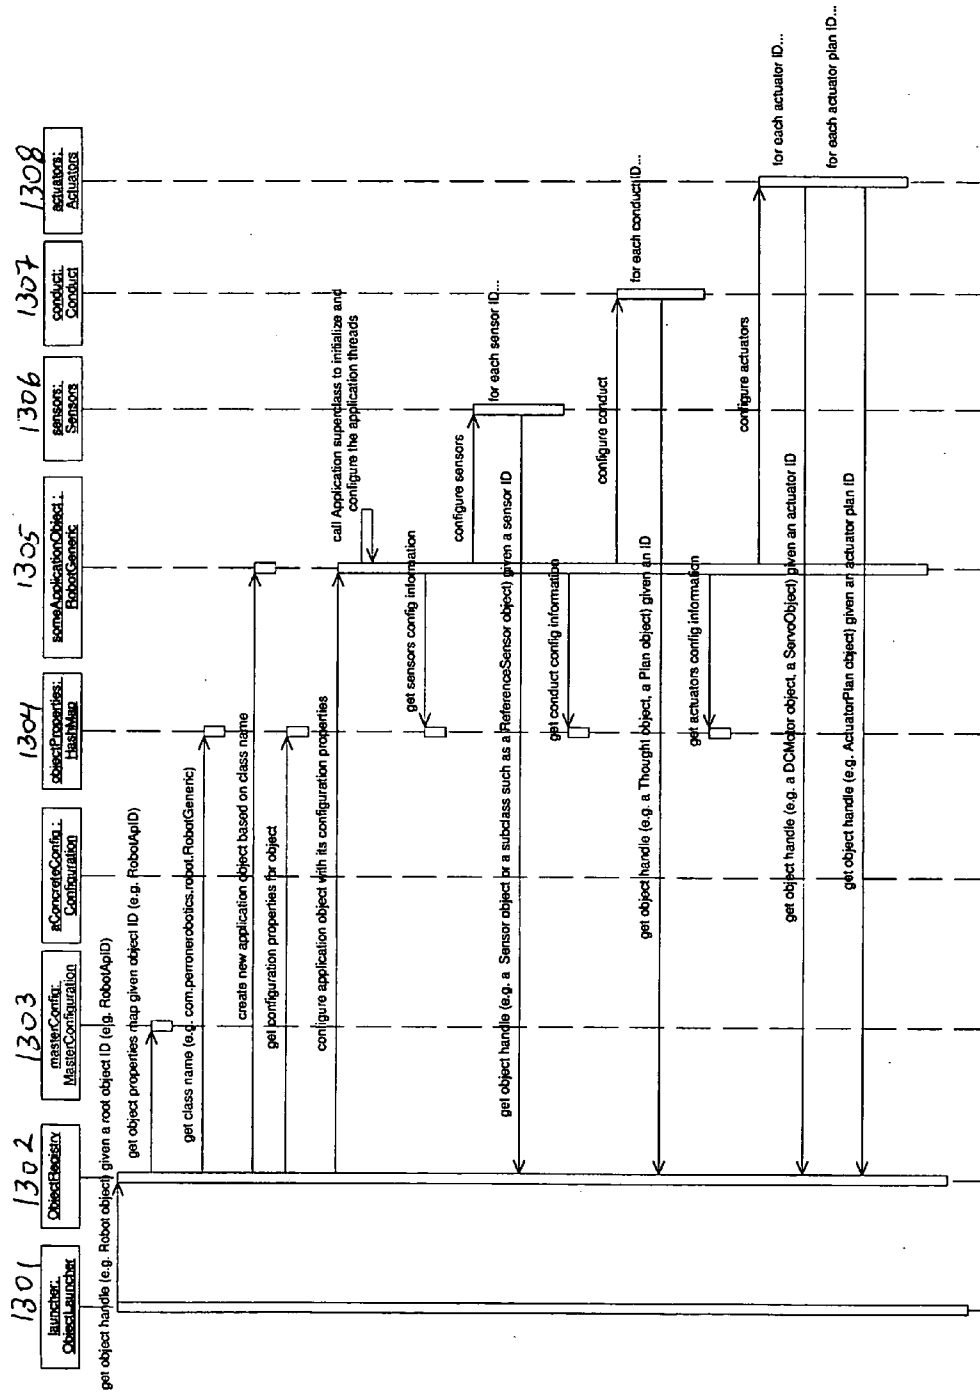 1301
launcher:
ObjectLauncher
1302
ObjectRegistry
1303
masterConfig:
MasterConfiguration
aConcreteConfig :
Configuration
1304
objectProperties:
HashMap
1305
someApplicationObject :
RobotGeneric
1306
sensors:
Sensors
1307
conduct:
Conduct
1308
actuators:
Actuators
get object handle (e.g. Robot object) given a root object ID (e.g. RobotApID)
get object properties map given object ID (e.g. RobotApID)
get class name (e.g. com.perronerobotics.robot.RobotGeneric)
create new application object based on class name
get configuration properties for object
configure application object with its configuration properties
call Application superclass to initialize and
configure the application threads
get sensors config information
configure sensors
for each sensor ID...
get object handle (e.g. a Sensor object or a subclass such as a ReferenceSensor object) given a sensor ID
get conduct config information
configure conduct
for each conduct ID...
get object handle (e.g. a Thought object, a Plan object) given an ID
get actuators config information
configure actuators
for each actuator ID...
get object handle (e.g. a DCMotor object, a ServoObject) given an actuator ID
for each actuator plan ID...
get object handle (e.g. ActuatorPlan object) given an actuator plan ID